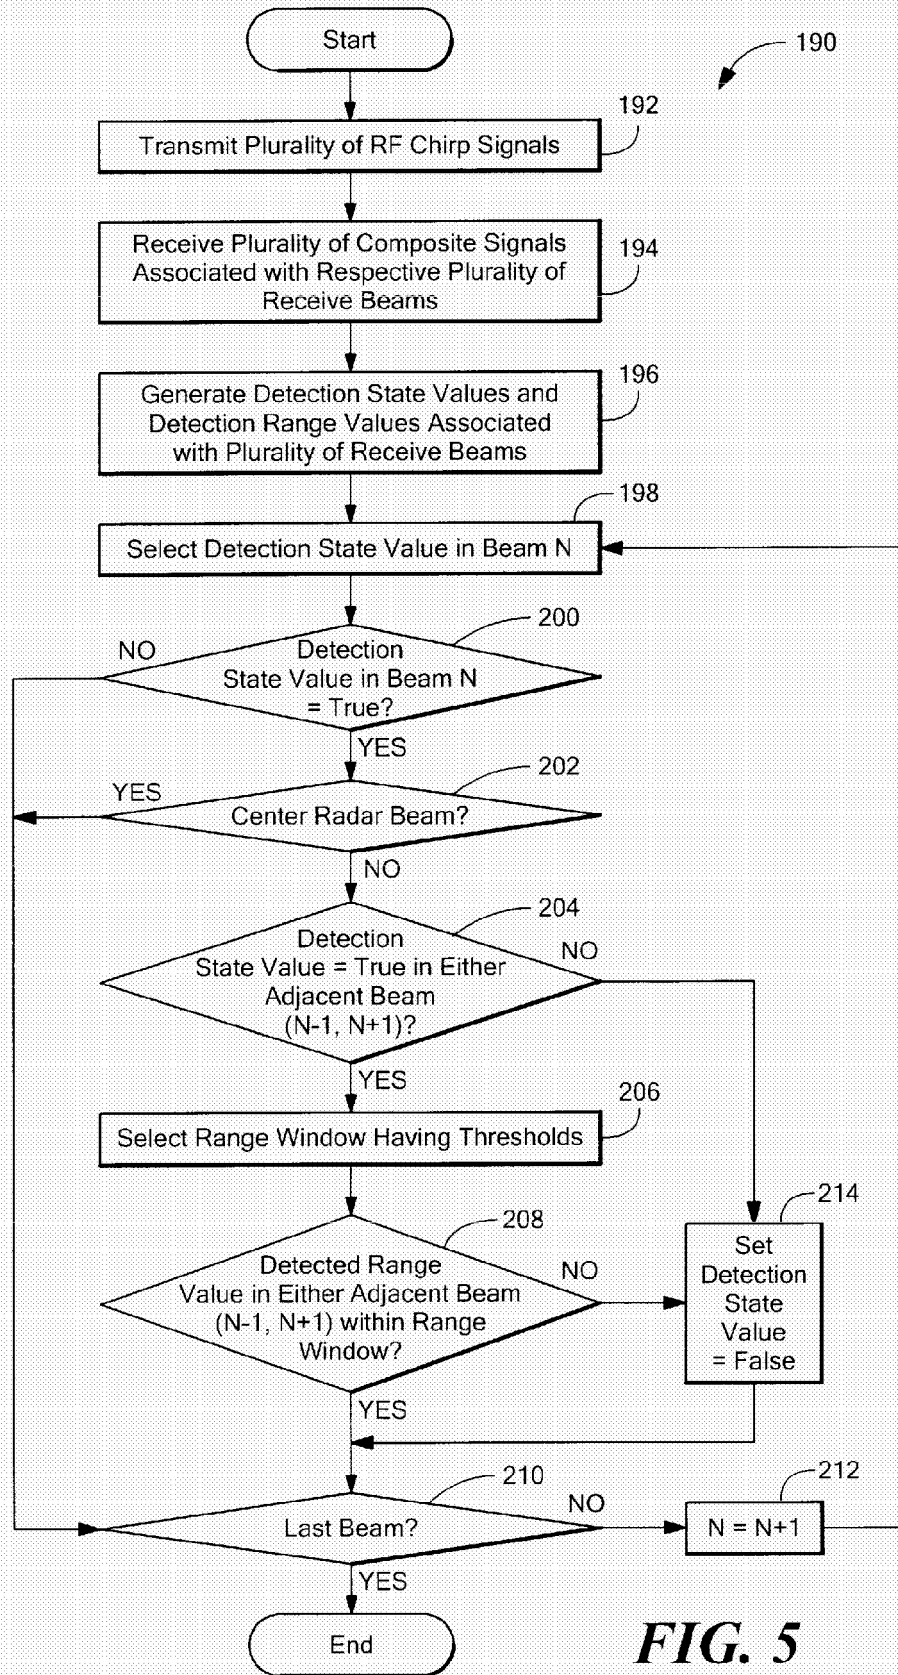 Start
190
192
Transmit Plurality of RF Chirp Signals
Receive Plurality of Composite Signals
Associated with Respective Plurality of
Receive Beams
194
Generate Detection State Values and
Detection Range Values Associated
with Plurality of Receive Beams
196
198
Select Detection State Value in Beam N
200
NO
Detection
State Value in Beam N
= True?
YES
202
YES
Center Radar Beam?
NO
204
Detection
State Value = True in Either
Adjacent Beam
(N-1, N+1)?
NO
YES
206
Select Range Window Having Thresholds
208
Detected Range
Value in Either Adjacent Beam
(N-1, N+1) within Range
Window?
NO
214
Set
Detection
State
Value
= False
YES
210
Last Beam?
NO
212
N = N+1
YES
End
FIG. 5